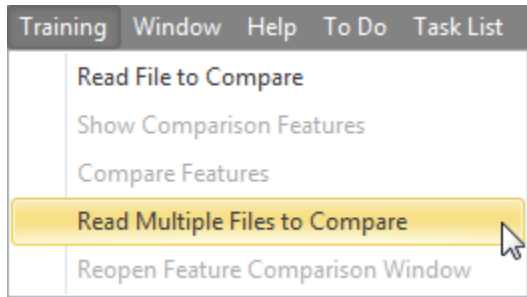 Training Window Help To Do Task List
Read File to Compare
Show Comparison Features
Compare Features
Read Multiple Files to Compare
Reopen Feature Comparison Window